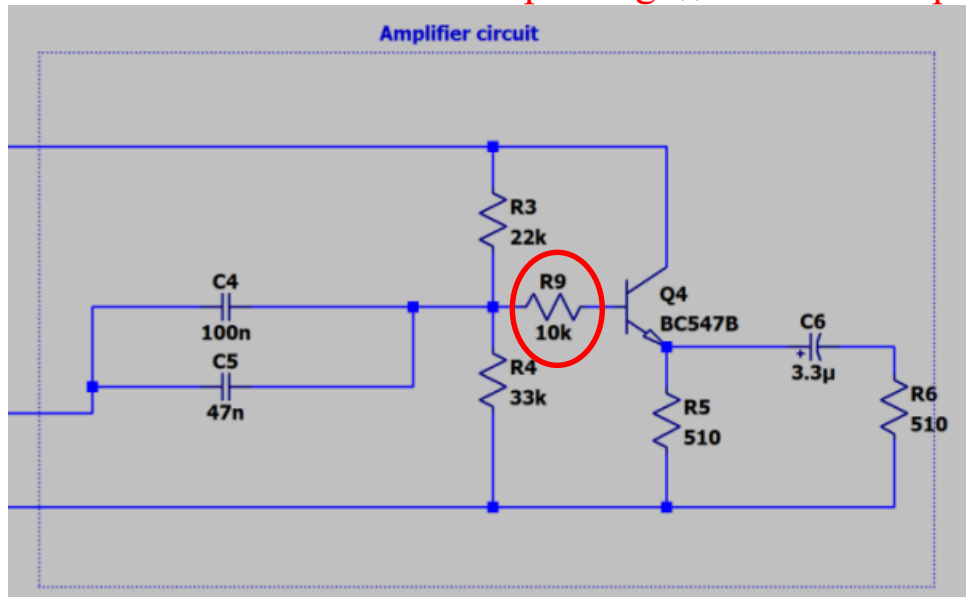 Amplifier circuit
R3
22k
C4
100n
R9
10k
Q4
BC547B
C6
+
3.3µ
C5
47n
R4
33k
R5
510
R6
510